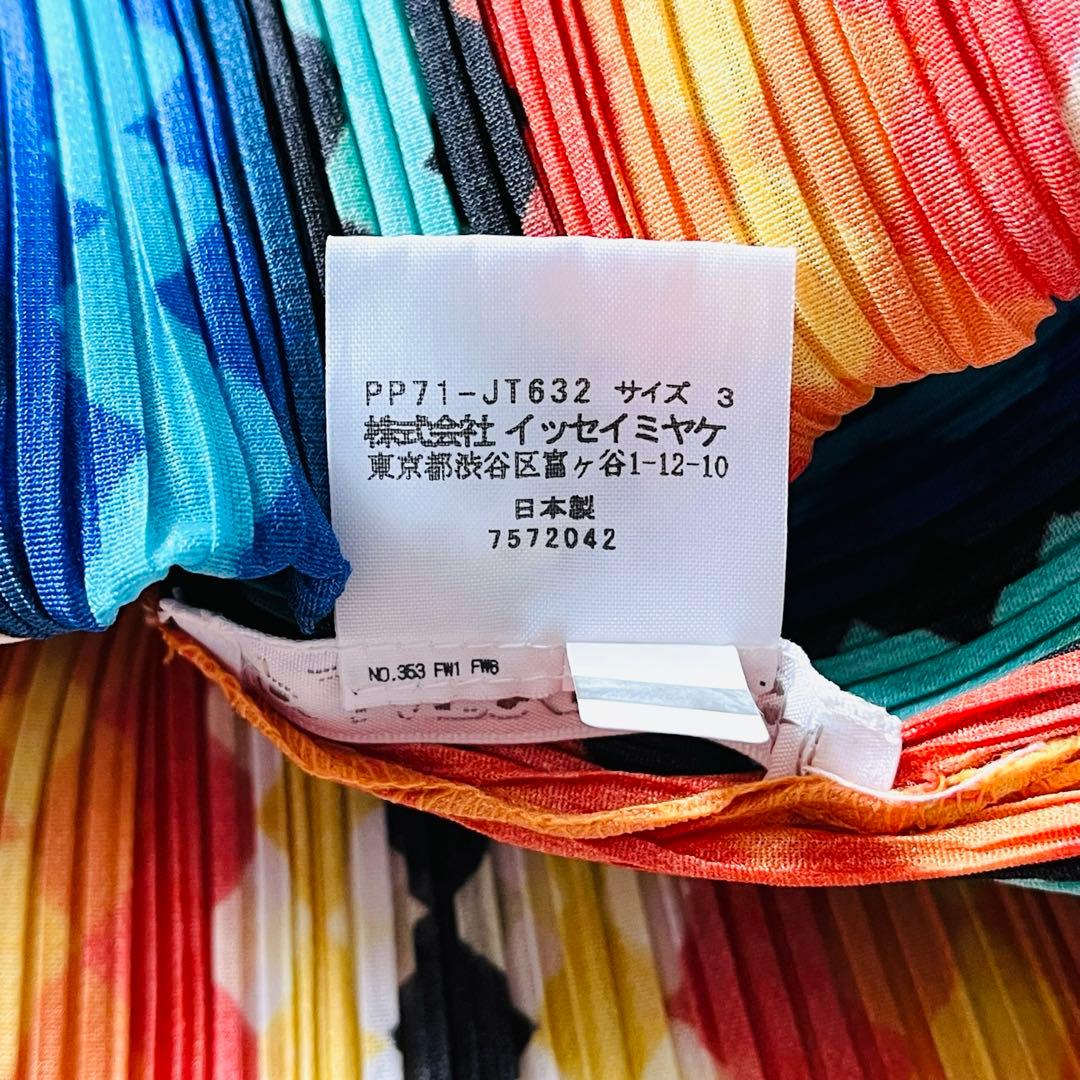 PP71-JT632 サイズ 3
株式会社 イッセイミヤケ
東京都渋谷区富ヶ谷1-12-10
日本製
7572042
NO.353 FW1 FW6